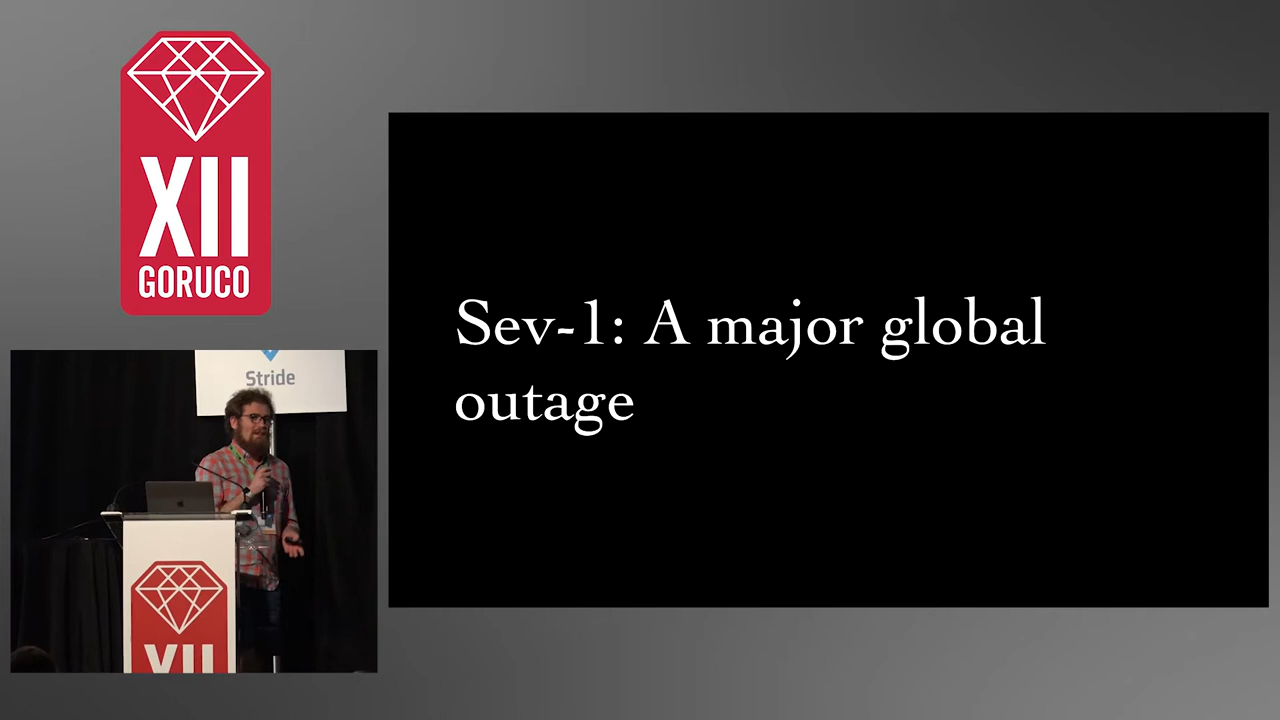 XII
GORUCO
Sev-1: A major global
outage
Stride
XII